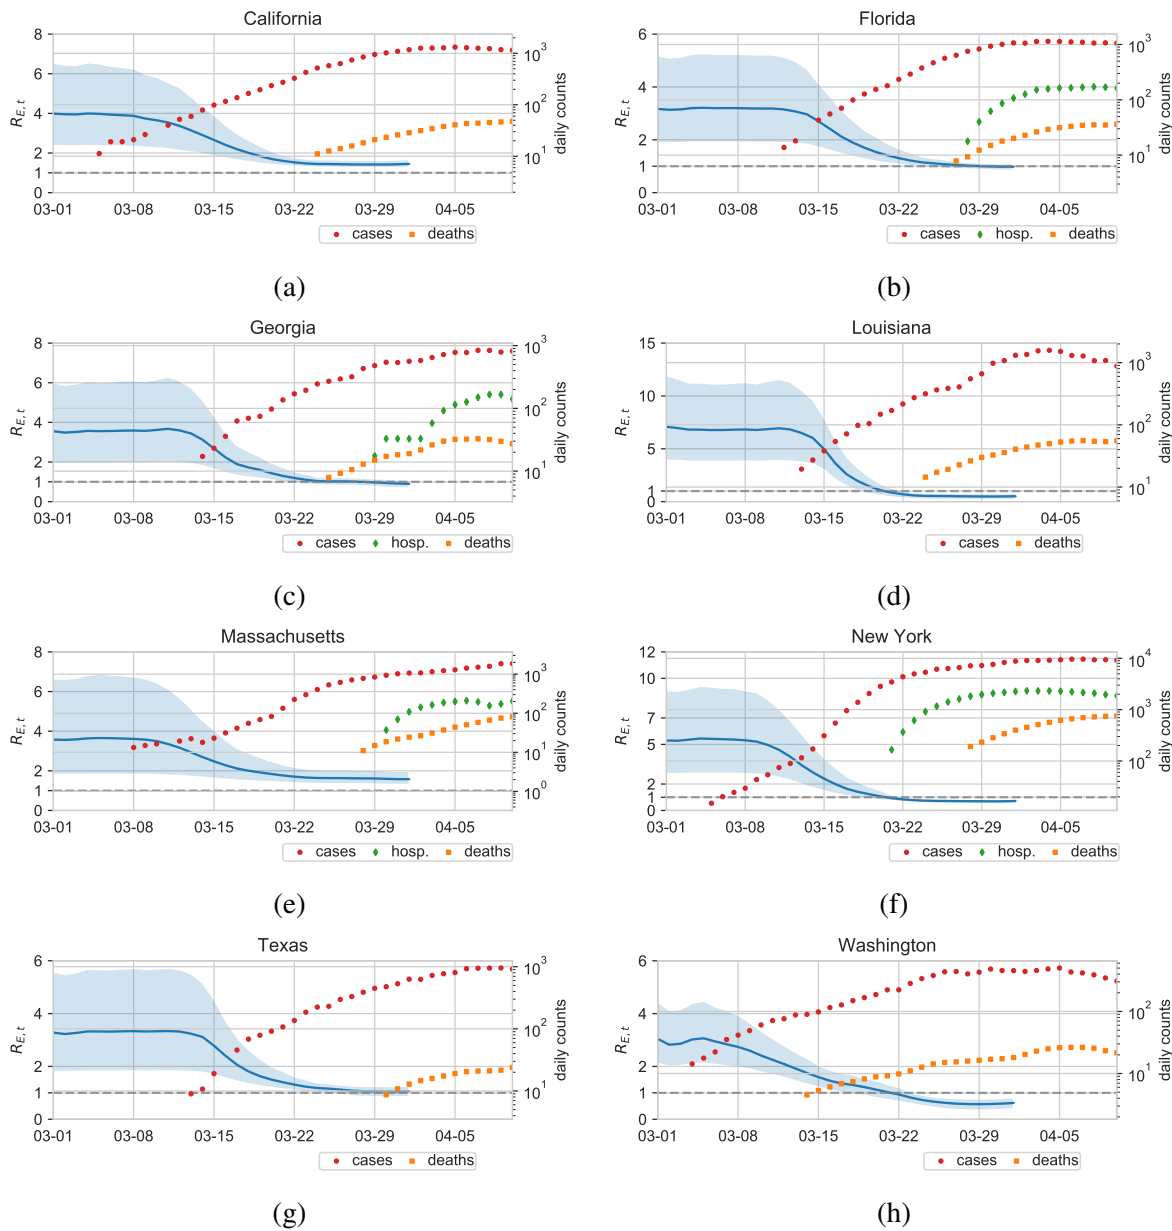 California
8
6
4
2
1
0
R_{E,t}
10^3
10^2
10^1
daily counts
03-01 03-08 03-15 03-22 03-29 04-05
cases deaths
(a)
Florida
6
4
2
1
0
10^3
10^2
10^1
daily counts
03-01 03-08 03-15 03-22 03-29 04-05
cases hosp. deaths
(b)
Georgia
8
6
4
2
1
0
R_{E,t}
10^3
10^2
10^1
daily counts
03-01 03-08 03-15 03-22 03-29 04-05
cases hosp. deaths
(c)
Louisiana
15
10
5
1
0
10^3
10^2
10^1
daily counts
03-01 03-08 03-15 03-22 03-29 04-05
cases deaths
(d)
Massachusetts
8
6
4
2
1
0
R_{E,t}
10^3
10^2
10^1
10^0
daily counts
03-01 03-08 03-15 03-22 03-29 04-05
cases hosp. deaths
(e)
New York
12
10
7
5
2
1
0
10^4
10^3
10^2
daily counts
03-01 03-08 03-15 03-22 03-29 04-05
cases hosp. deaths
(f)
Texas
6
4
2
1
0
R_{E,t}
10^3
10^2
10^1
daily counts
03-01 03-08 03-15 03-22 03-29 04-05
cases deaths
(g)
Washington
6
4
2
1
0
R_{E,t}
10^2
10^1
daily counts
03-01 03-08 03-15 03-22 03-29 04-05
cases deaths
(h)